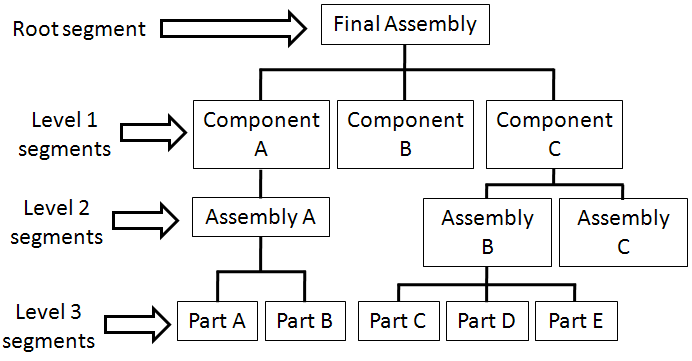 Root segment
Final Assembly
Level 1
segments
Component
A
Component
B
Component
C
Level 2
segments
Assembly A
Assembly
B
Assembly
C
Level 3
segments
Part A
Part B
Part C
Part D
Part E